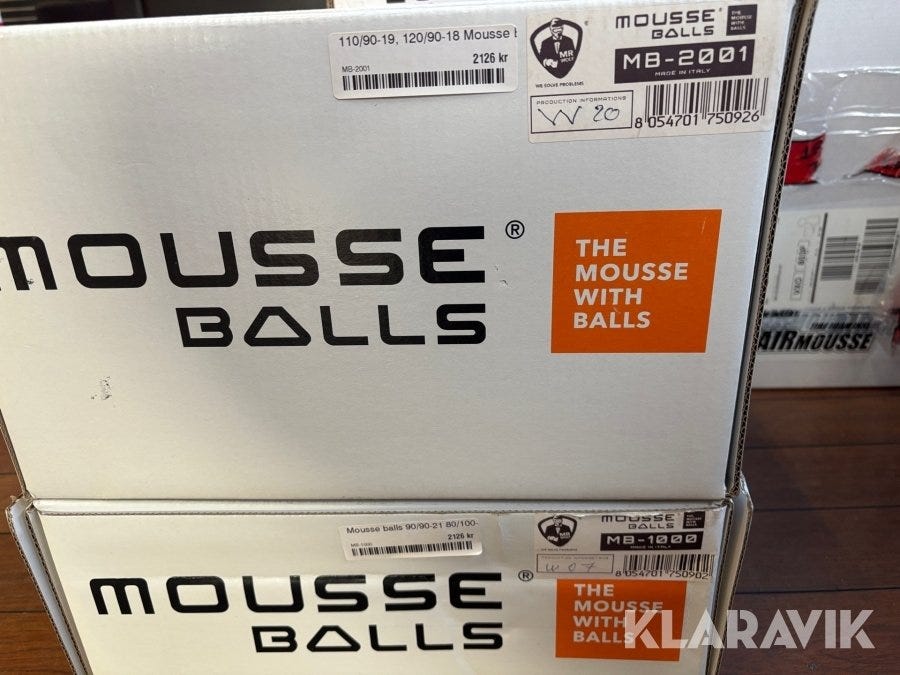 110/90-19, 120/90-18 Mousse
2126 kr
MB-2001
MR
WOLF
WE SOLVE PROBLEMS
MOUSSE
BALLS
THE
MOUSSE
WITH
BALLS
MB-2001
MADE IN ITALY
PRODUCTION INFORMATIONS
W 20
8 054701 750926
MOUSSE®
BALLS
THE
MOUSSE
WITH
BALLS
AIRMOUSSE
Mousse balls 90/90-21 80/100-
2126 kr
MB-1000
MOUSSE
BALLS
MB-1000
MADE IN ITALY
W 07
8 054701 750902
MOUSSE®
BALLS
THE
MOUSSE
WITH
BALLS
KLARAVIK